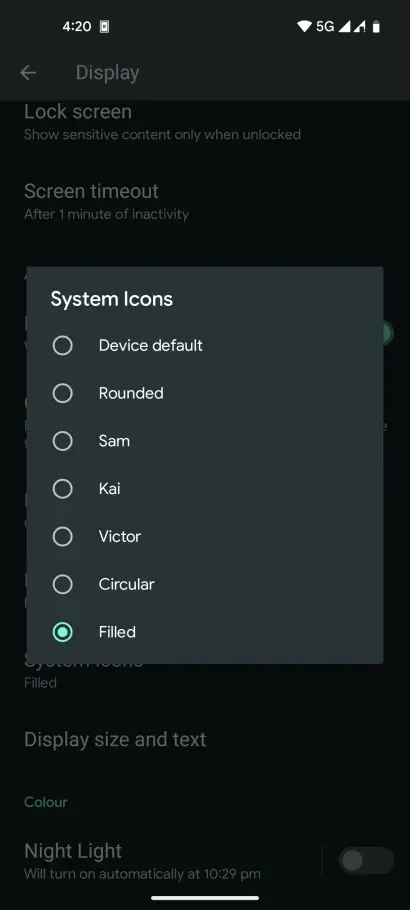 4:20
5G
Display
Lock screen
Show sensitive content only when unlocked
Screen timeout
After 1 minute of inactivity
System Icons
Device default
Rounded
Sam
Kai
Victor
Circular
Filled
System Icons
Filled
Display size and text
Colour
Night Light
Will turn on automatically at 10:29 pm